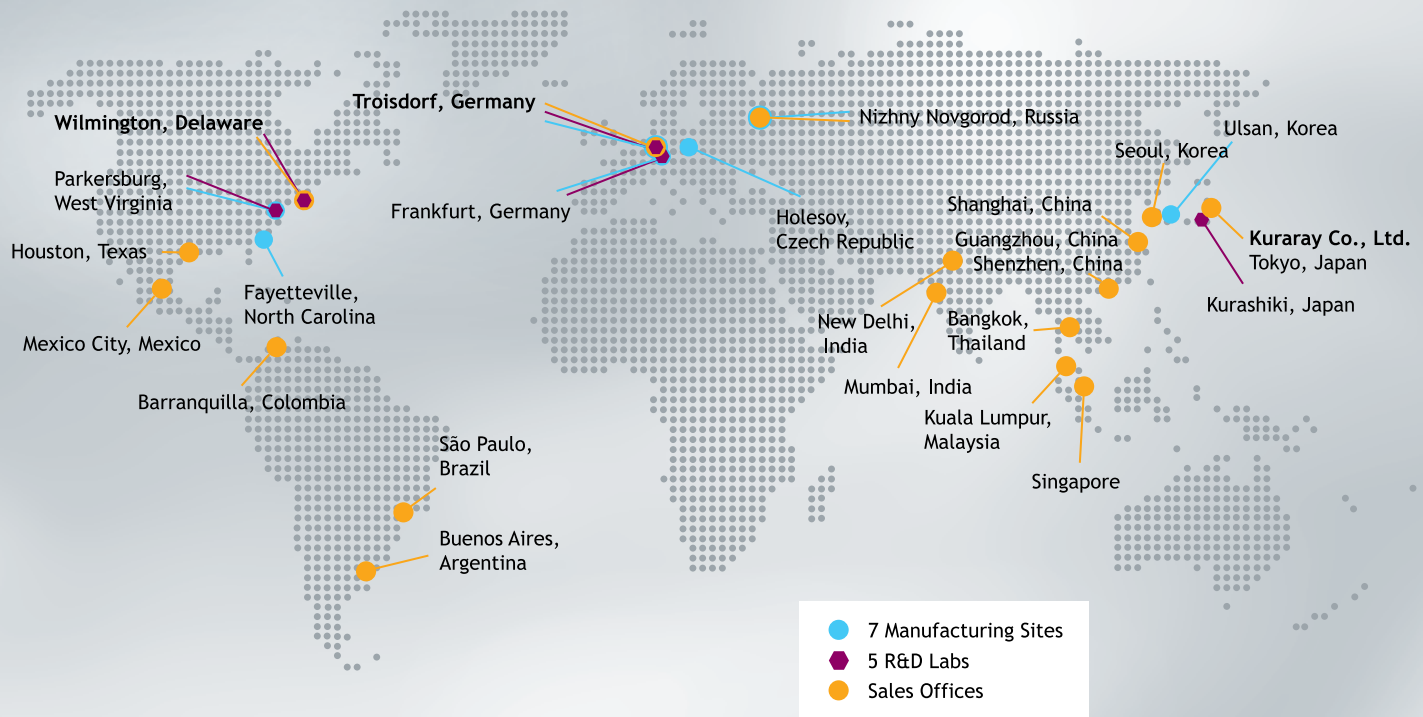 Troisdorf, Germany
Wilmington, Delaware
Nizhny Novgorod, Russia
Ulsan, Korea
Seoul, Korea
Parkersburg,
West Virginia
Frankfurt, Germany
Holesov,
Czech Republic
Shanghai, China
Guangzhou, China
Shenzhen, China
Kuraray Co., Ltd.
Tokyo, Japan
Houston, Texas
Fayetteville,
North Carolina
Kurashiki, Japan
Mexico City, Mexico
New Delhi,
India
Bangkok,
Thailand
Mumbai, India
Barranquilla, Colombia
Kuala Lumpur,
Malaysia
São Paulo,
Brazil
Singapore
Buenos Aires,
Argentina
7 Manufacturing Sites
5 R&D Labs
Sales Offices